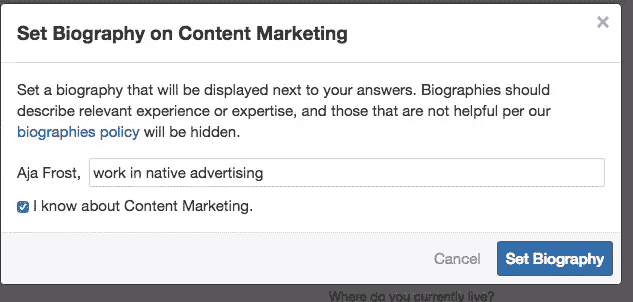 Set Biography on Content Marketing
×
Set a biography that will be displayed next to your answers. Biographies should
describe relevant experience or expertise, and those that are not helpful per our
biographies policy will be hidden.
Aja Frost, work in native advertising
I know about Content Marketing.
Cancel Set Biography
Where do you currently live?